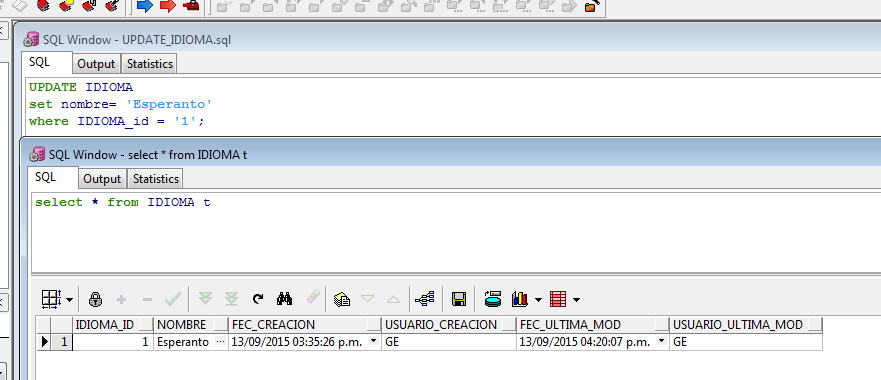 SQL Window - UPDATE_IDIOMA.sql
SQL Output Statistics
UPDATE IDIOMA
set nombre= 'Esperanto'
where IDIOMA_id = '1';
SQL Window - select * from IDIOMA t
SQL Output Statistics
select * from IDIOMA t
IDIOMA_ID NOMBRE FEC_CREACION USUARIO_CREACION FEC_ULTIMA_MOD USUARIO_ULTIMA_MOD
1 1 Esperanto ... 13/09/2015 03:35:26 p.m. GE 13/09/2015 04:20:07 p.m. GE